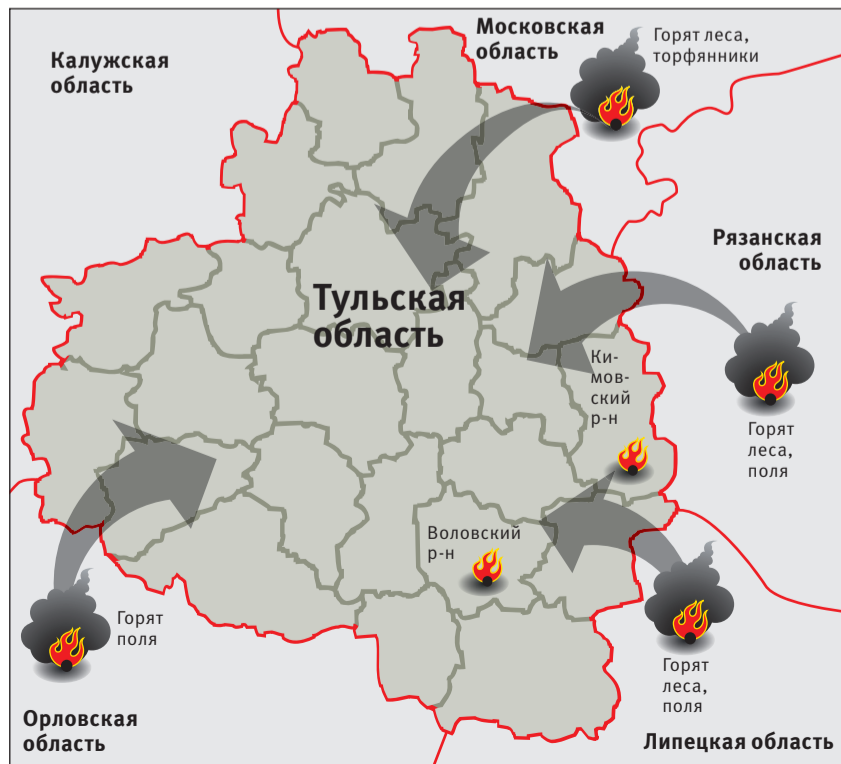 Калужская
область
Московская
область
Горят леса,
торфянники
Рязанская
область
Тульская
область
Ки-
мов-
ский
р-н
Горят
леса,
поля
Воловский
р-н
Горят
поля
Горят
леса,
поля
Орловская
область
Липецкая область